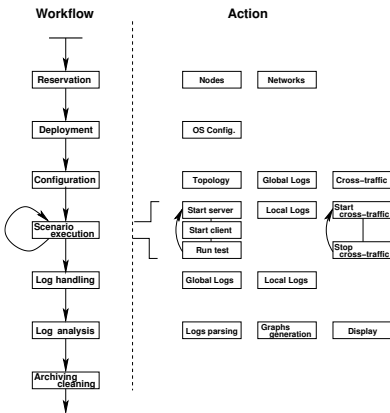 Workflow Action
Reservation Nodes Networks
Deployment OS Config.
Configuration Topology Global Logs Cross−traffic
Scenario execution Start server Local Logs Start cross−traffic
Start client
Run test Stop cross−traffic
Log handling Global Logs Local Logs
Log analysis Logs parsing Graphs generation Display
Archiving cleaning